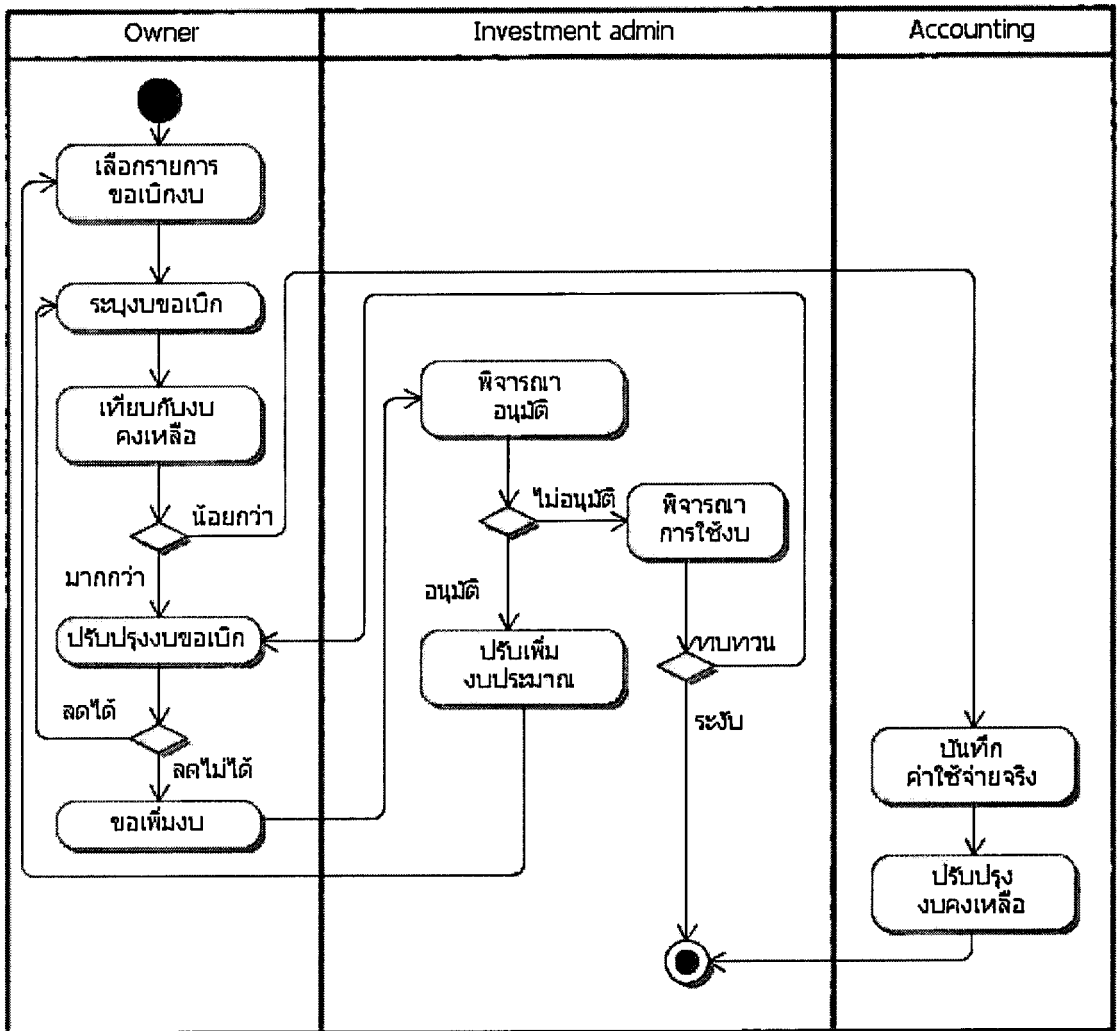 Owner
Investment admin
Accounting
เลือกรายการ
ขอเบิกงบ
ระบุงบขอเบิก
เทียบกับงบ
คงเหลือ
น้อยกว่า
มากกว่า
ปรับปรุงงบขอเบิก
ลดได้
ลดไม่ได้
ขอเพิ่มงบ
พิจารณา
อนุมัติ
ไม่อนุมัติ
พิจารณา
การใช้งบ
อนุมัติ
ปรับเพิ่ม
งบประมาณ
ทบทวน
ระงับ
บันทึก
ค่าใช้จ่ายจริง
ปรับปรุง
งบคงเหลือ